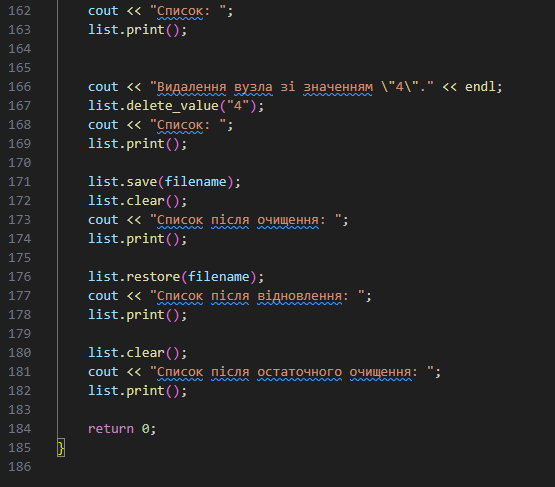 162 cout << "Список: ";
163 list.print();
164
165
166 cout << "Видалення вузла зі значенням \"4\"." << endl;
167 list.delete_value("4");
168 cout << "Список: ";
169 list.print();
170
171 list.save(filename);
172 list.clear();
173 cout << "Список після очищення: ";
174 list.print();
175
176 list.restore(filename);
177 cout << "Список після відновлення: ";
178 list.print();
179
180 list.clear();
181 cout << "Список після остаточного очищення: ";
182 list.print();
183
184 return 0;
185 }
186